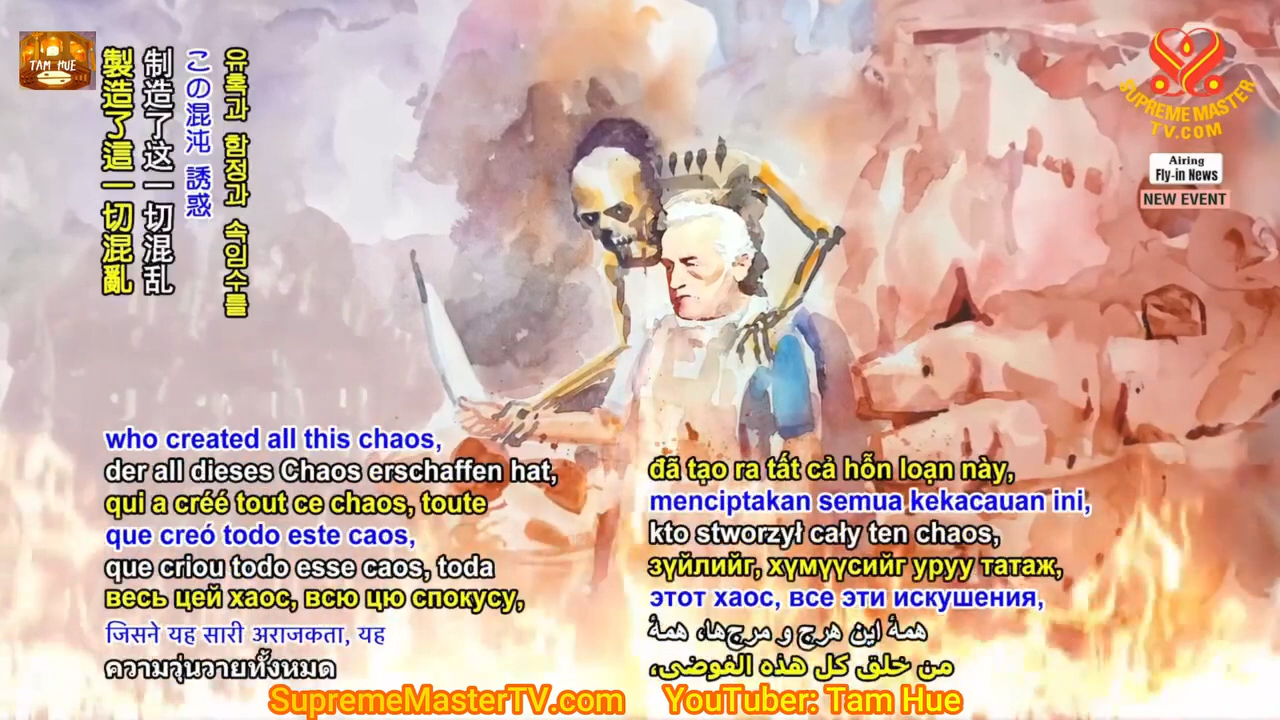 TAM HUE
製造了這一切混亂
制造了这一切混乱
この混沌 誘惑
유혹과 함정과 속임수를
SUPREME MASTER
TV.COM
Airing
Fly-in News
NEW EVENT
who created all this chaos,
der all dieses Chaos erschaffen hat,
qui a créé tout ce chaos, toute
que creó todo este caos,
que criou todo esse caos, toda
весь цей хаос, всю цю спокусу,
जिसने यह सारी अराजकता, यह
ความวุ่นวายทั้งหมด
đã tạo ra tất cả hỗn loạn này,
menciptakan semua kekacauan ini,
kto stworzył cały ten chaos,
зүйлийг, хүмүүсийг уруу татаж,
этот хаос, все эти искушения,
همهٔ این هرج و مرج‌ها، همهٔ
من خلق كل هذه الفوضى،
SupremeMasterTV.com
YouTuber: Tam Hue